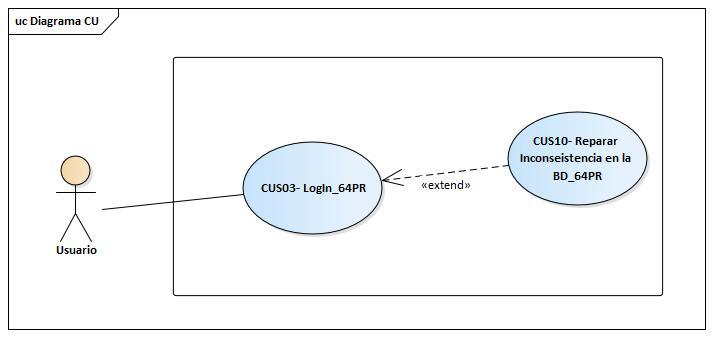 uc Diagrama CU
CUS10- Reparar
Inconseistencia en la
BD_64PR
CUS03- LogIn_64PR
«extend»
Usuario